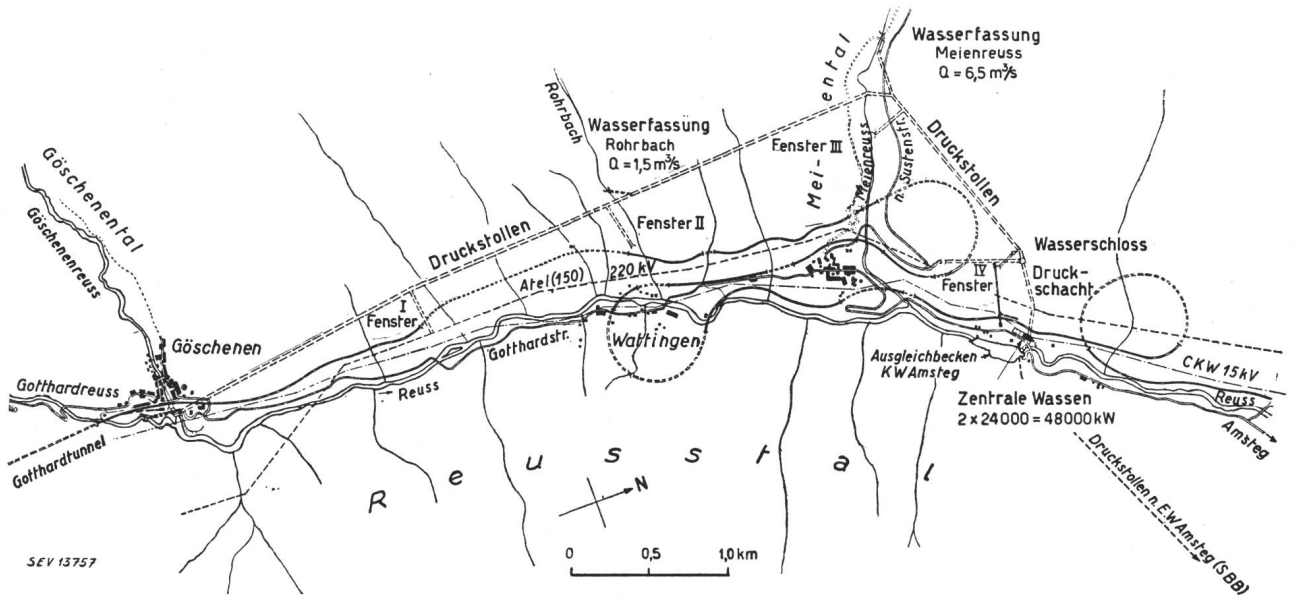 Wasserfassung
Meienreuss
Q = 6,5 m³/s
Mei-
ental
Rohrbach
Wasserfassung
Rohrbach
Q = 1,5 m³/s
Fenster III
Meienreuss
n. Sustenstr.
Druckstollen
Göschenental
Göschenenreuss
Druckstollen
Fenster II
Wasserschloss
Druck-
schacht
IV
Fenster
Atel (150)
220 kV
I
Fenster
Göschenen
Gotthardstr.
Wattingen
Ausgleichbecken
KW Amsteg
CKW 15 kV
Gotthardreuss
Reuss
Reuss
Zentrale Wassen
2 x 24000 = 48000 kW
Amsteg
Gotthardtunnel
Reusstal
N
Druckstollen n. E.W Amsteg (SBB)
SEV 13757
0 0,5 1,0 km